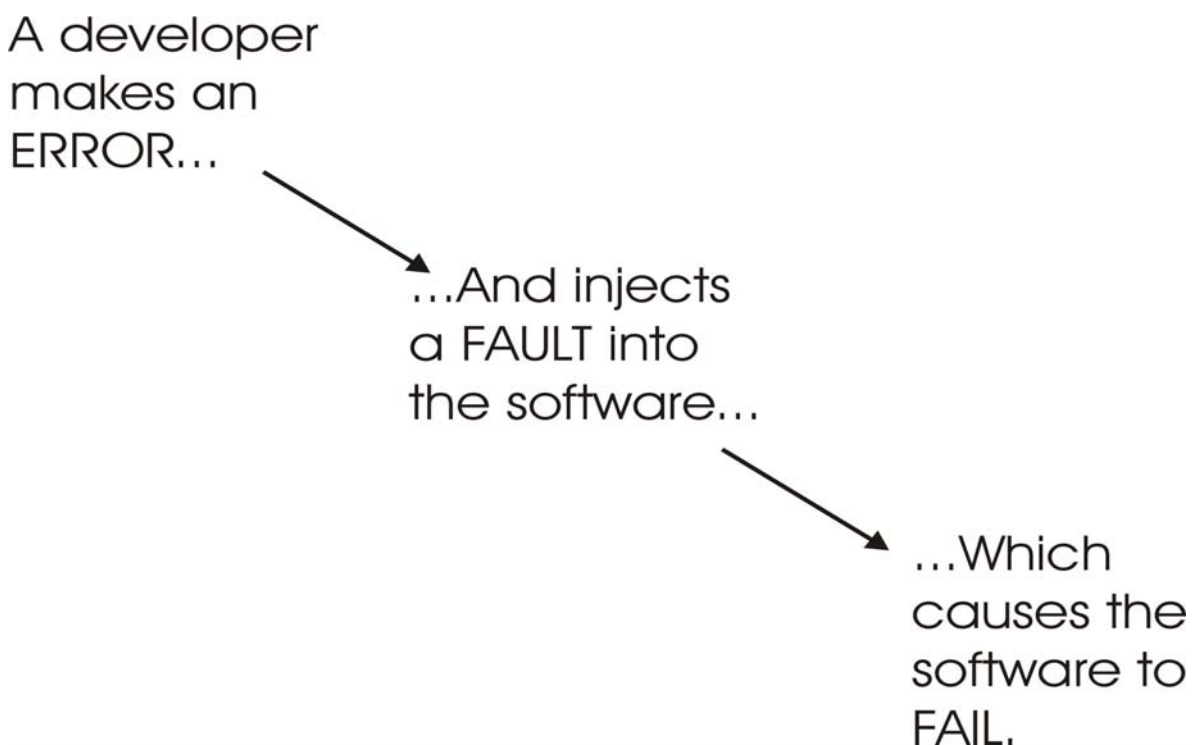 A developer
makes an
ERROR...
...And injects
a FAULT into
the software...
...Which
causes the
software to
FAIL.